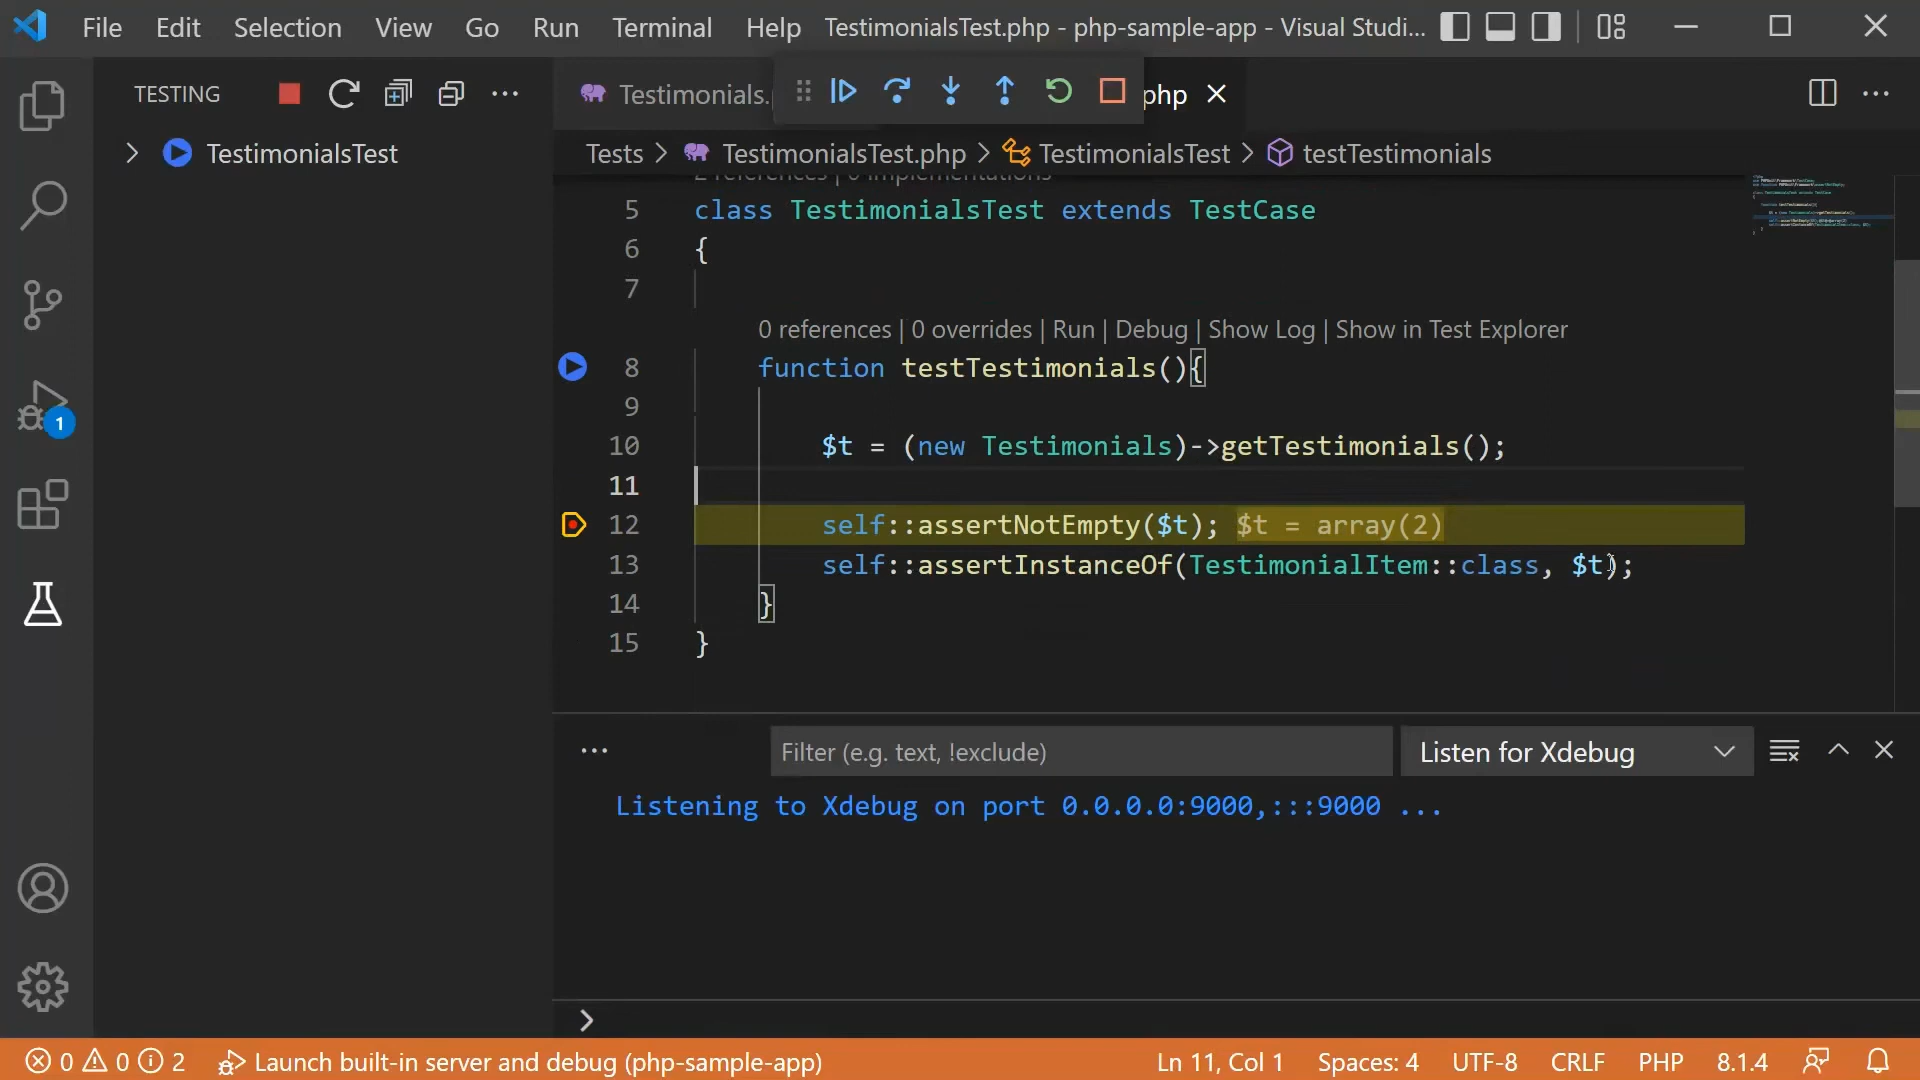 File Edit Selection View Go Run Terminal Help TestimonialsTest.php - php-sample-app - Visual Studi...
TESTING
Testimonials.
php
TestimonialsTest
Tests > TestimonialsTest.php > TestimonialsTest > testTestimonials
2 references | 0 implementations
5 class TestimonialsTest extends TestCase
6 {
7
0 references | 0 overrides | Run | Debug | Show Log | Show in Test Explorer
8 function testTestimonials(){
9
10 $t = (new Testimonials)->getTestimonials();
11
12 self::assertNotEmpty($t); $t = array(2)
13 self::assertInstanceOf(TestimonialItem::class, $t);
14 }
15 }
1
Filter (e.g. text, !exclude)
Listen for Xdebug
Listening to Xdebug on port 0.0.0.0:9000,:::9000 ...
0 0 2 Launch built-in server and debug (php-sample-app) Ln 11, Col 1 Spaces: 4 UTF-8 CRLF PHP 8.1.4